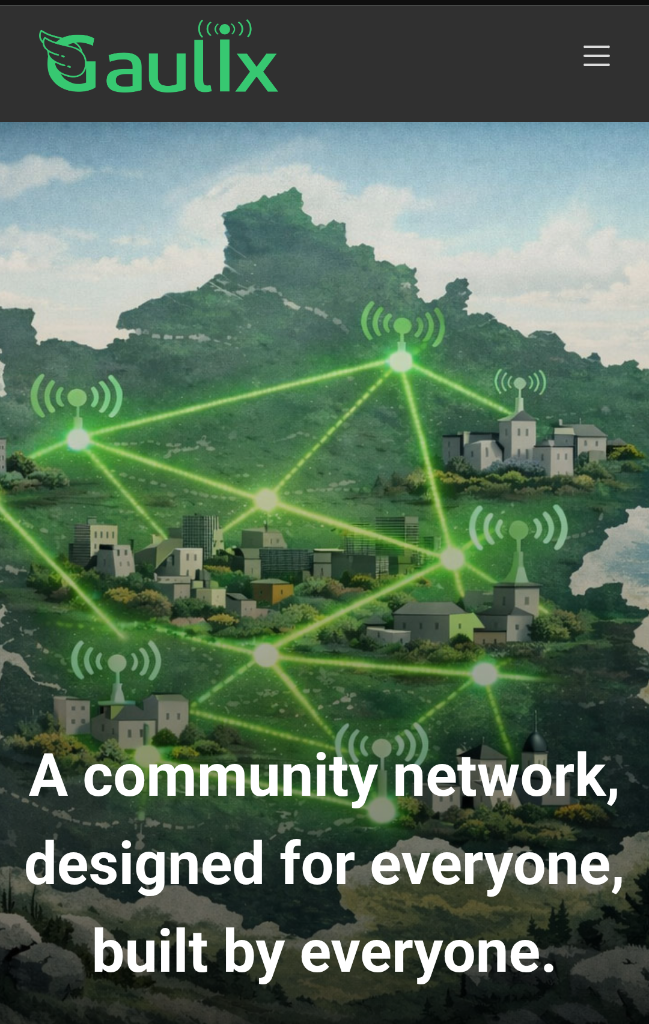 Gaulix
A community network,
designed for everyone,
built by everyone.